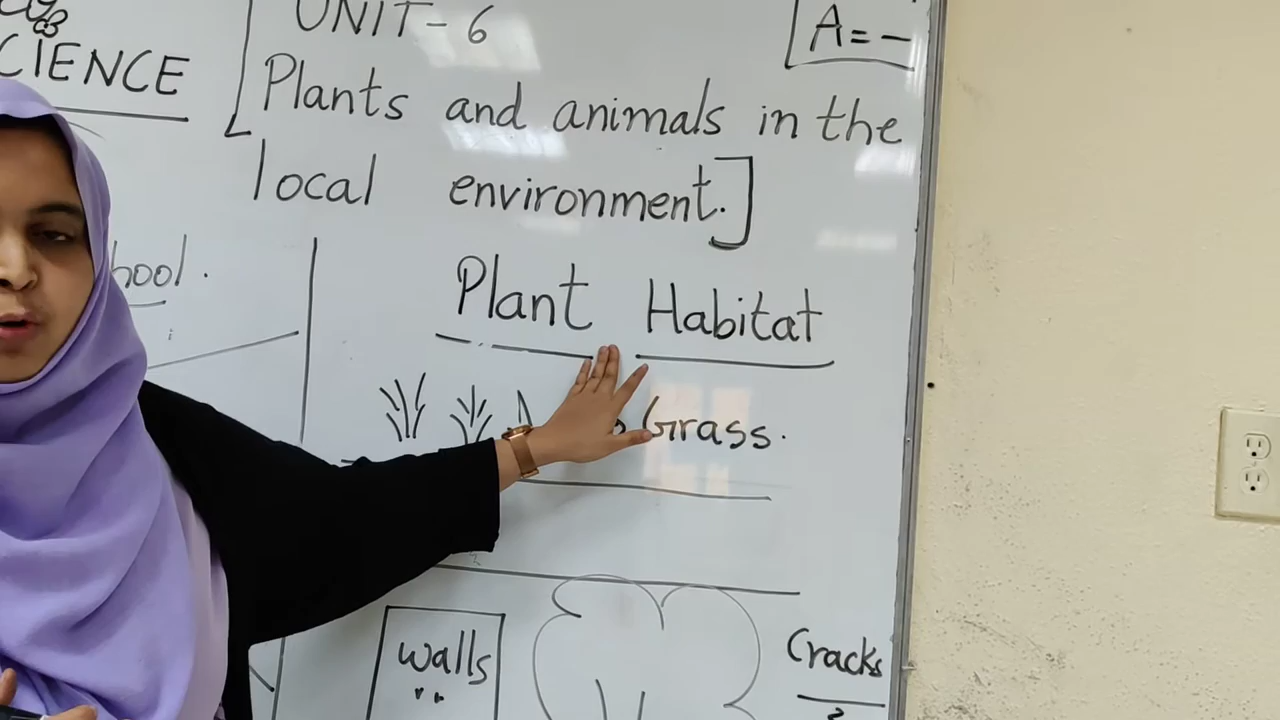 UNIT-6
CIENCE
A= -
Plants and animals in the
local environment.]
hool.
Plant Habitat
Grass.
walls
Cracks
?